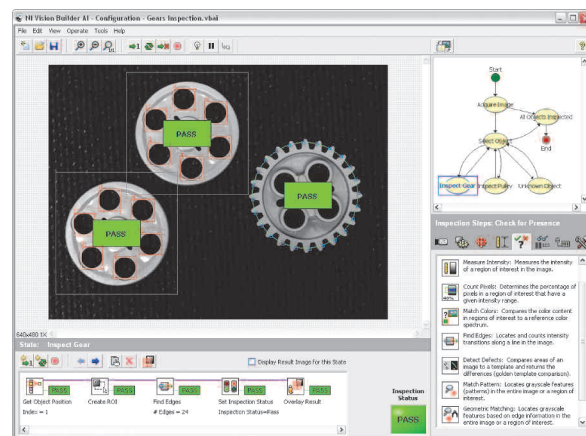 NI Vision Builder AI - Configuration - Gears Inspection.vbai
File Edit View Operate Tools Help
PASS
PASS
PASS
Start
Acquire Image
All Objects Inspected
Select Object
End
Inspect Gear
Inspect Pulley
Unknown Object
Inspection Steps: Check for Presence
Measure Intensity: Measures the intensity
of a region of interest in the image.
Count Pixels: Determines the percentage of
pixels in a region of interest that have a
given intensity range.
Match Colors: Compares the color content
in regions of interest to a reference color
spectrum.
Find Edges: Locates and counts intensity
transitions along a line in the image.
Detect Defects: Compares areas of an
image to a template and returns the
differences (golden template comparison).
Match Pattern: Locates grayscale features
(patterns) in the entire image or a region of
interest.
Geometric Matching: Locates grayscale
features based on edge information in the
entire image or a region of interest.
640x480 1X
State: Inspect Gear
Display Result Image for this State
PASS PASS PASS PASS PASS
Get Object Position Create ROI Find Edges Set Inspection Status Overlay Result
Index = 1 # Edges = 24 Inspection Status=Pass
Inspection
Status
PASS